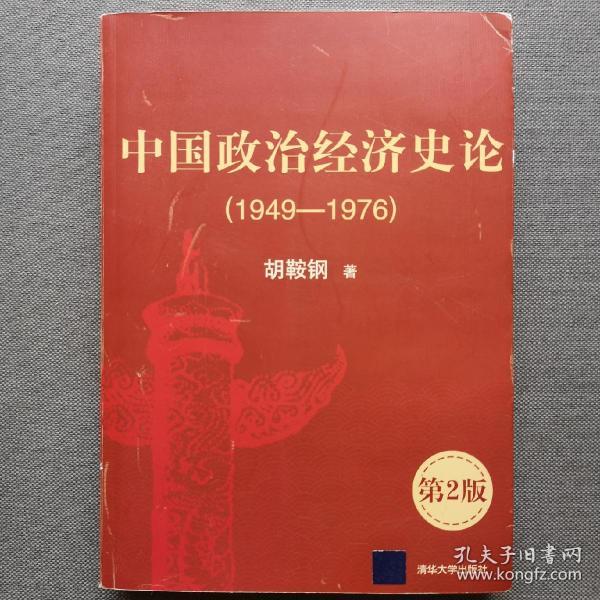 中国政治经济史论
(1949—1976)
胡鞍钢 著
第2版
清华大学出版社
孔夫子旧书网
www.kongfz.com